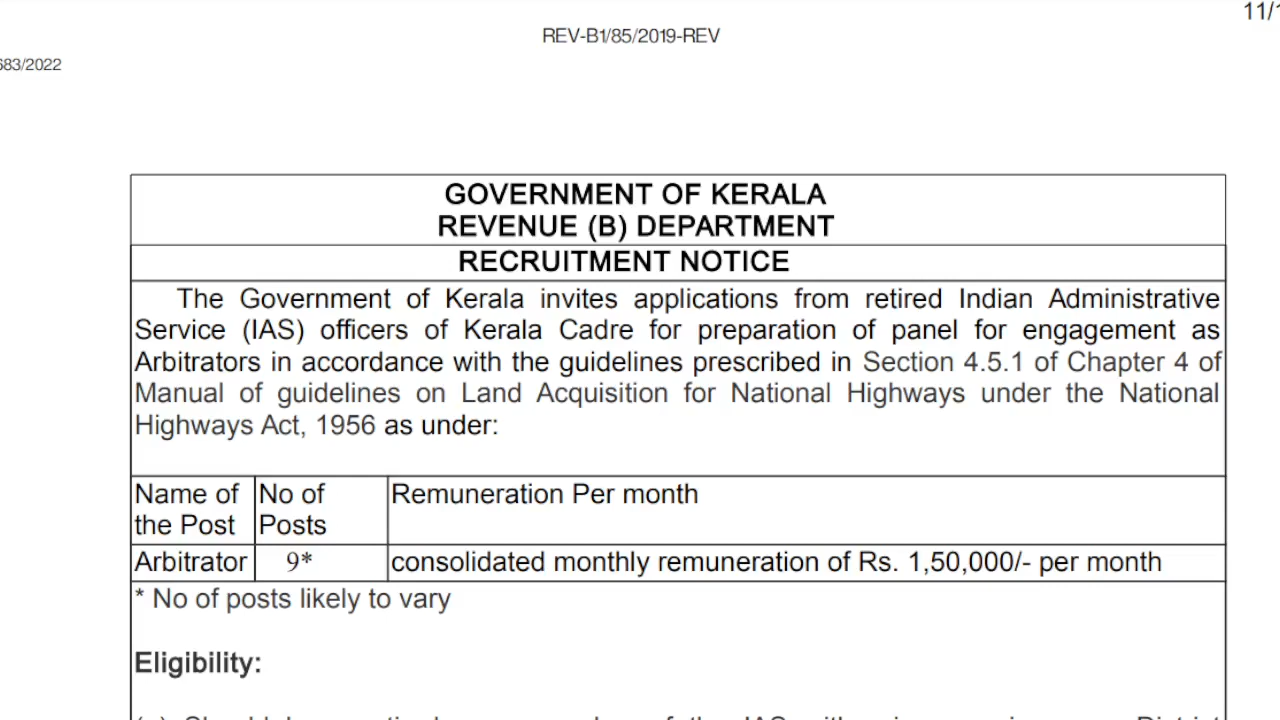 11/
REV-B1/85/2019-REV
683/2022
GOVERNMENT OF KERALA
REVENUE (B) DEPARTMENT
RECRUITMENT NOTICE
The Government of Kerala invites applications from retired Indian Administrative
Service (IAS) officers of Kerala Cadre for preparation of panel for engagement as
Arbitrators in accordance with the guidelines prescribed in Section 4.5.1 of Chapter 4 of
Manual of guidelines on Land Acquisition for National Highways under the National
Highways Act, 1956 as under:
Name of the Post
No of Posts
Remuneration Per month
Arbitrator 9* consolidated monthly remuneration of Rs. 1,50,000/- per month
* No of posts likely to vary
Eligibility: